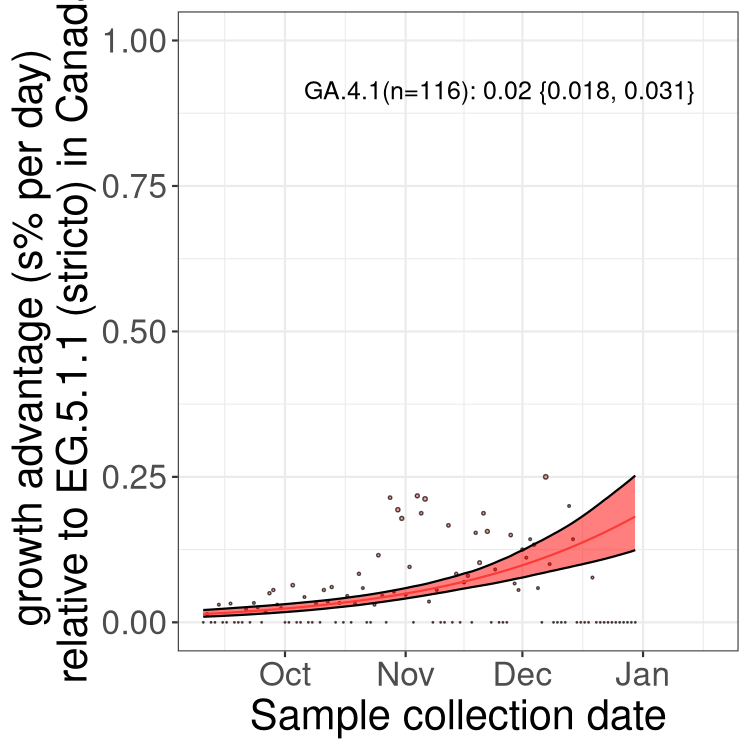 growth advantage (s% per day)
relative to EG.5.1.1 (stricto) in Canada
1.00
0.75
0.50
0.25
0.00
GA.4.1(n=116): 0.02 {0.018, 0.031}
Oct Nov Dec Jan
Sample collection date